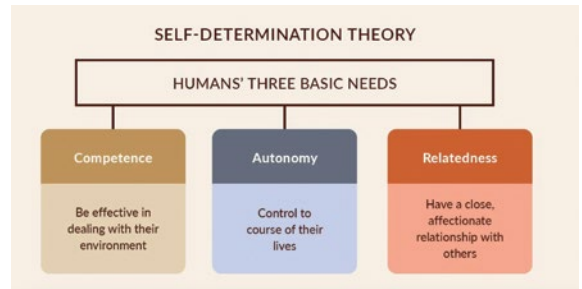 SELF-DETERMINATION THEORY
HUMANS' THREE BASIC NEEDS
Competence
Be effective in
dealing with their
environment
Autonomy
Control to
course of their
lives
Relatedness
Have a close,
affectionate
relationship with
others